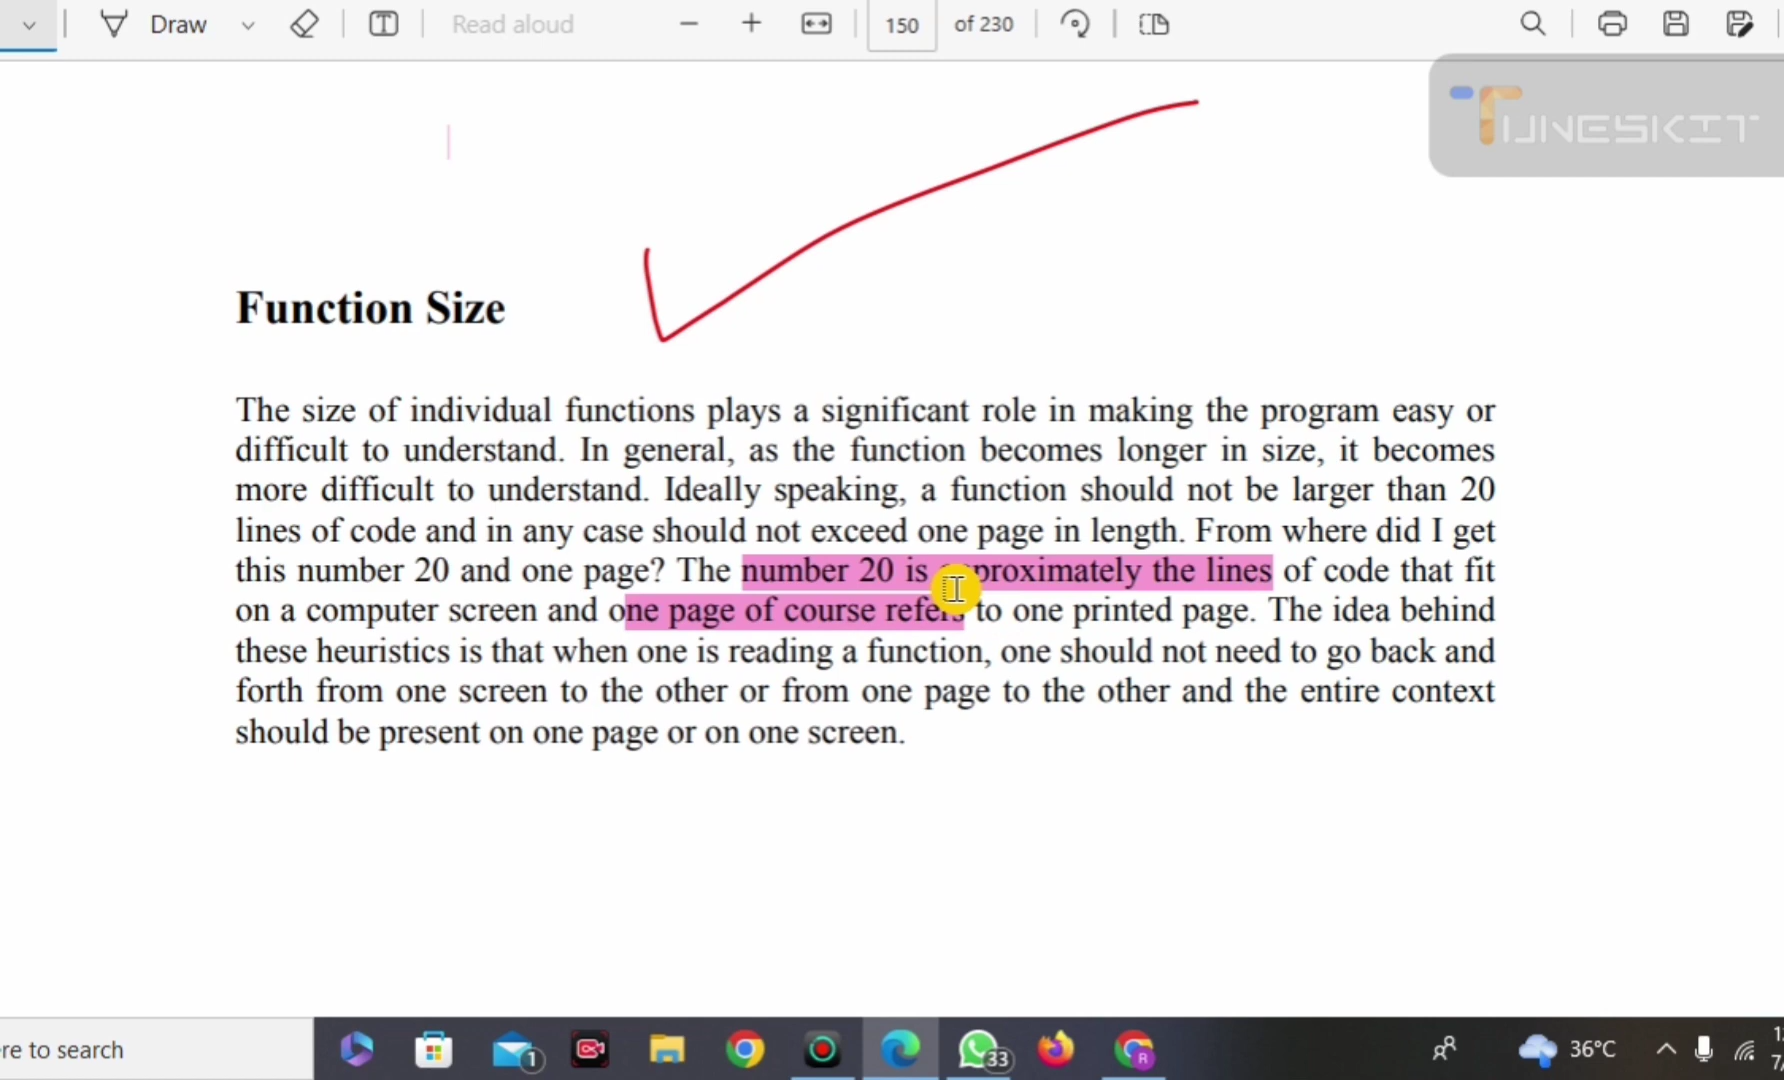 Draw
Read aloud
150 of 230
TUNESKIT
Function Size
The size of individual functions plays a significant role in making the program easy or
difficult to understand. In general, as the function becomes longer in size, it becomes
more difficult to understand. Ideally speaking, a function should not be larger than 20
lines of code and in any case should not exceed one page in length. From where did I get
this number 20 and one page? The number 20 is approximately the lines of code that fit
on a computer screen and one page of course refers to one printed page. The idea behind
these heuristics is that when one is reading a function, one should not need to go back and
forth from one screen to the other or from one page to the other and the entire context
should be present on one page or on one screen.
re to search
1
33
R
36°C